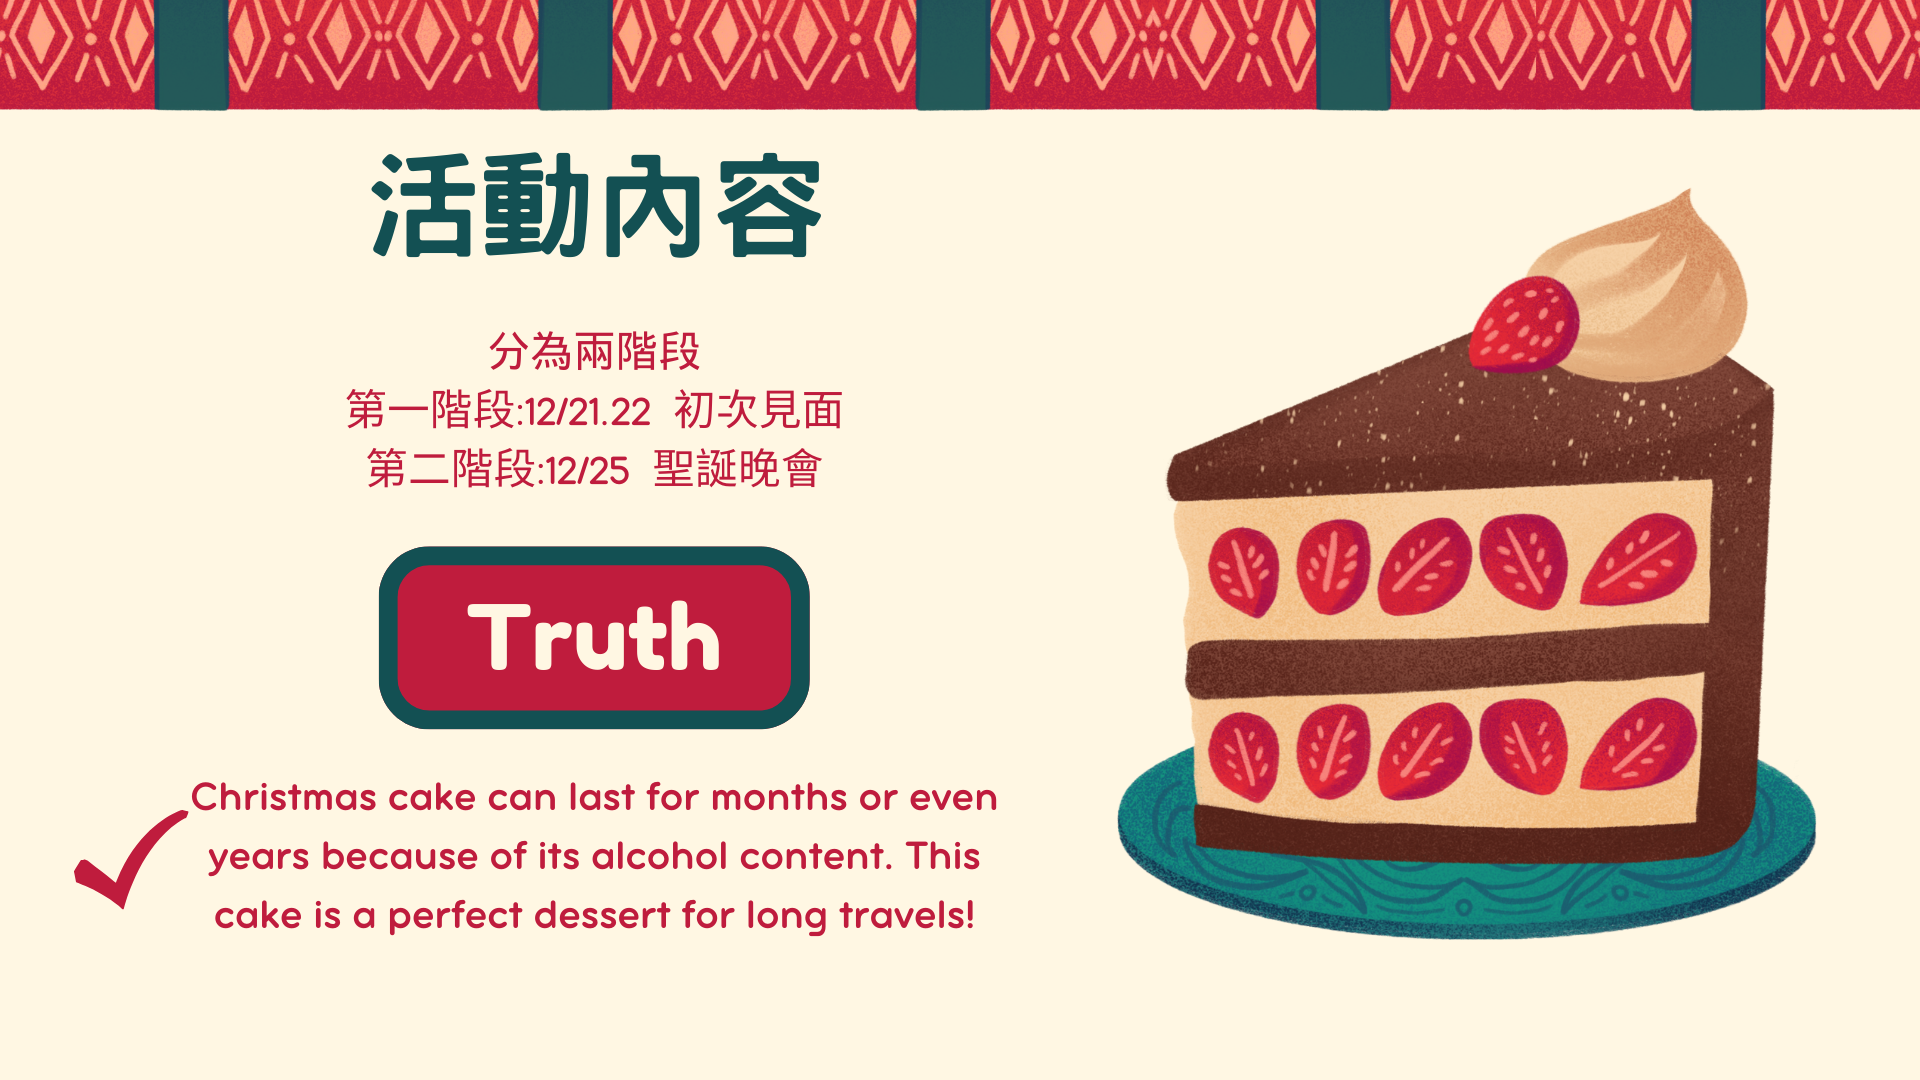 活動內容
分為兩階段
第一階段:12/21.22 初次見面
第二階段:12/25 聖誕晚會
Truth
Christmas cake can last for months or even
years because of its alcohol content. This
cake is a perfect dessert for long travels!